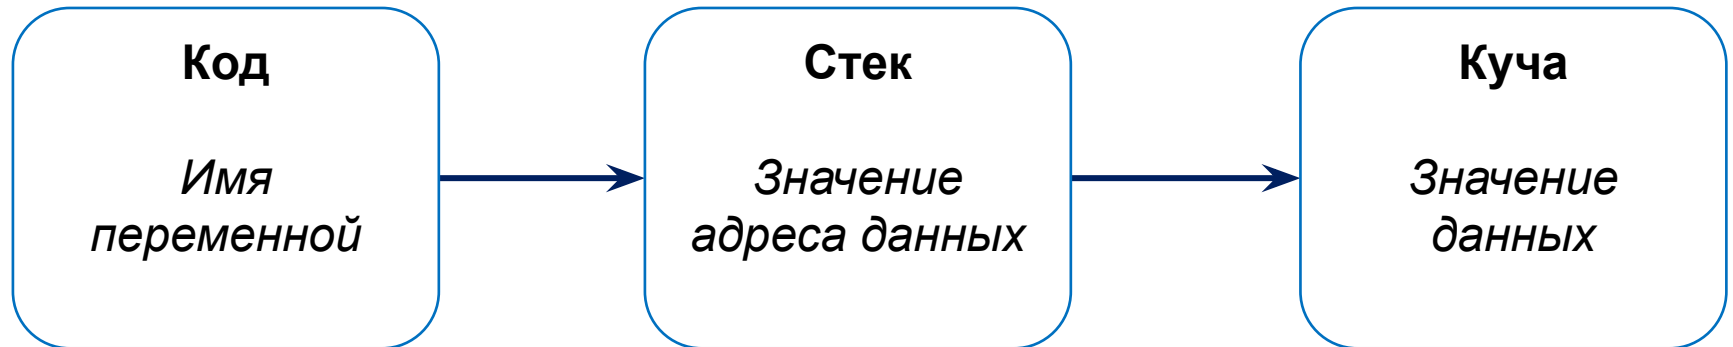 Код
Имя
переменной
Стек
Значение
адреса данных
Куча
Значение
данных